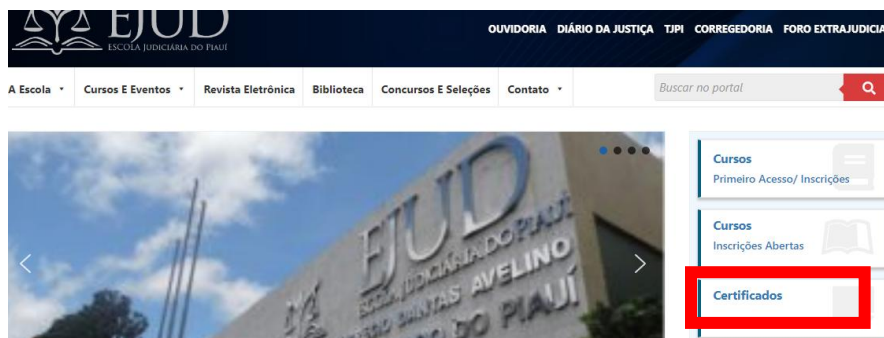 EJUD
ESCOLA JUDICIÁRIA DO PIAUÍ
OUVIDORIA DIÁRIO DA JUSTIÇA TJPI CORREGEDORIA FORO EXTRAJUDICIA
A Escola Cursos E Eventos Revista Eletrônica Biblioteca Concursos E Seleções Contato
Buscar no portal
EJUD
ESCOLA JUDICIÁRIA DO PIAUÍ
DANTAS AVELINO
DO PIAUÍ
Cursos
Primeiro Acesso/ Inscrições
Cursos
Inscrições Abertas
Certificados